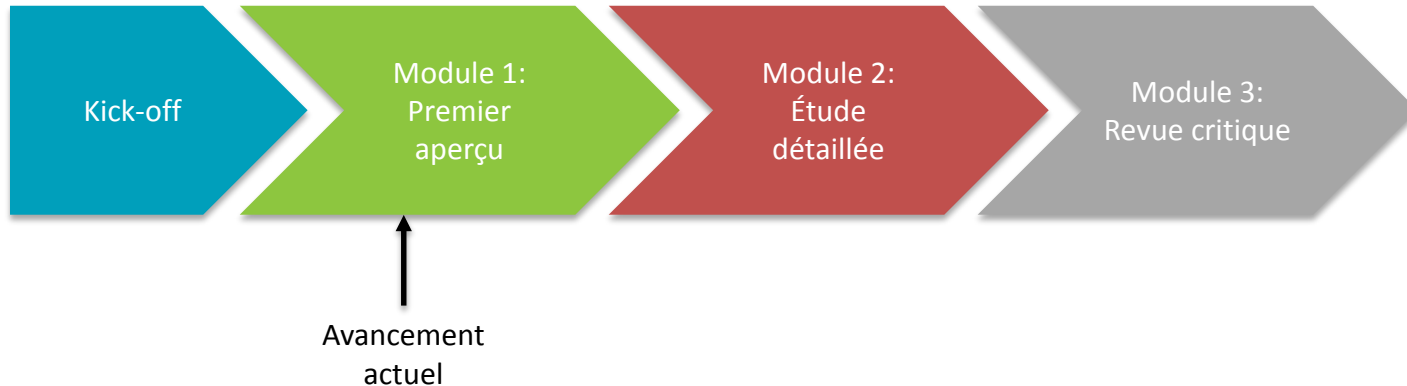 Kick-off
Module 1:
Premier
aperçu
Module 2:
Étude
détaillée
Module 3:
Revue critique
Avancement
actuel